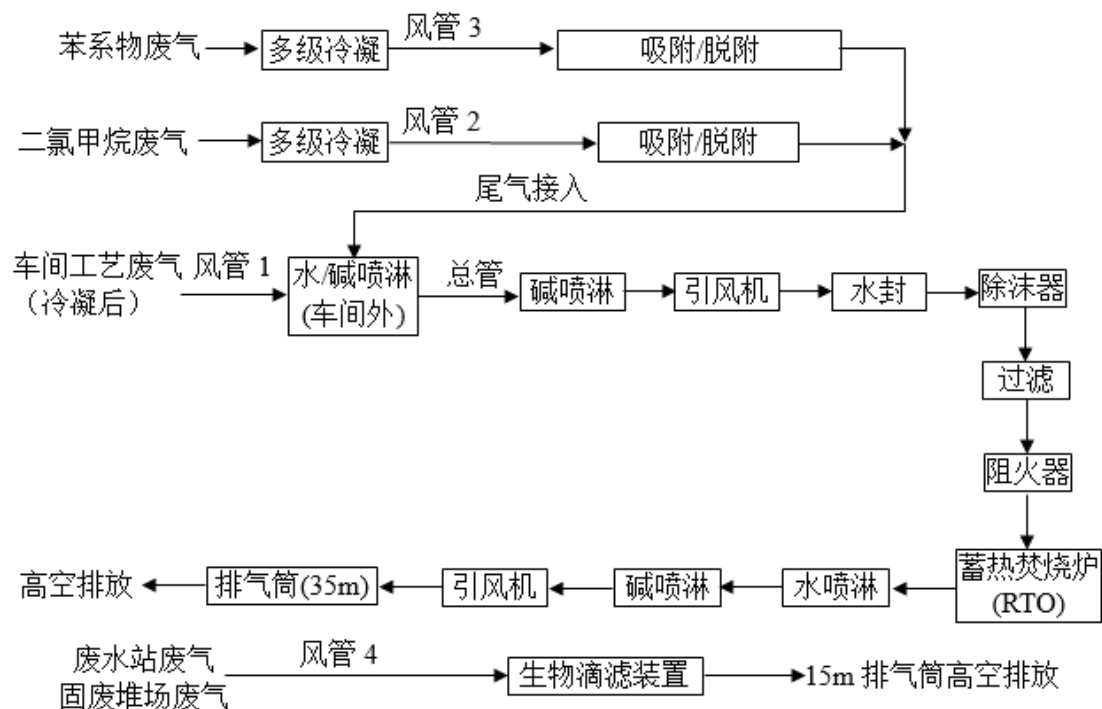 苯系物废气
多级冷凝
风管 3
吸附/脱附
二氯甲烷废气
多级冷凝
风管 2
吸附/脱附
尾气接入
车间工艺废气
（冷凝后）
风管 1
水/碱喷淋
(车间外)
总管
碱喷淋
引风机
水封
除沫器
过滤
阻火器
蓄热焚烧炉
(RTO)
水喷淋
碱喷淋
引风机
排气筒(35m)
高空排放
废水站废气
固废堆场废气
风管 4
生物滴滤装置
15m 排气筒高空排放